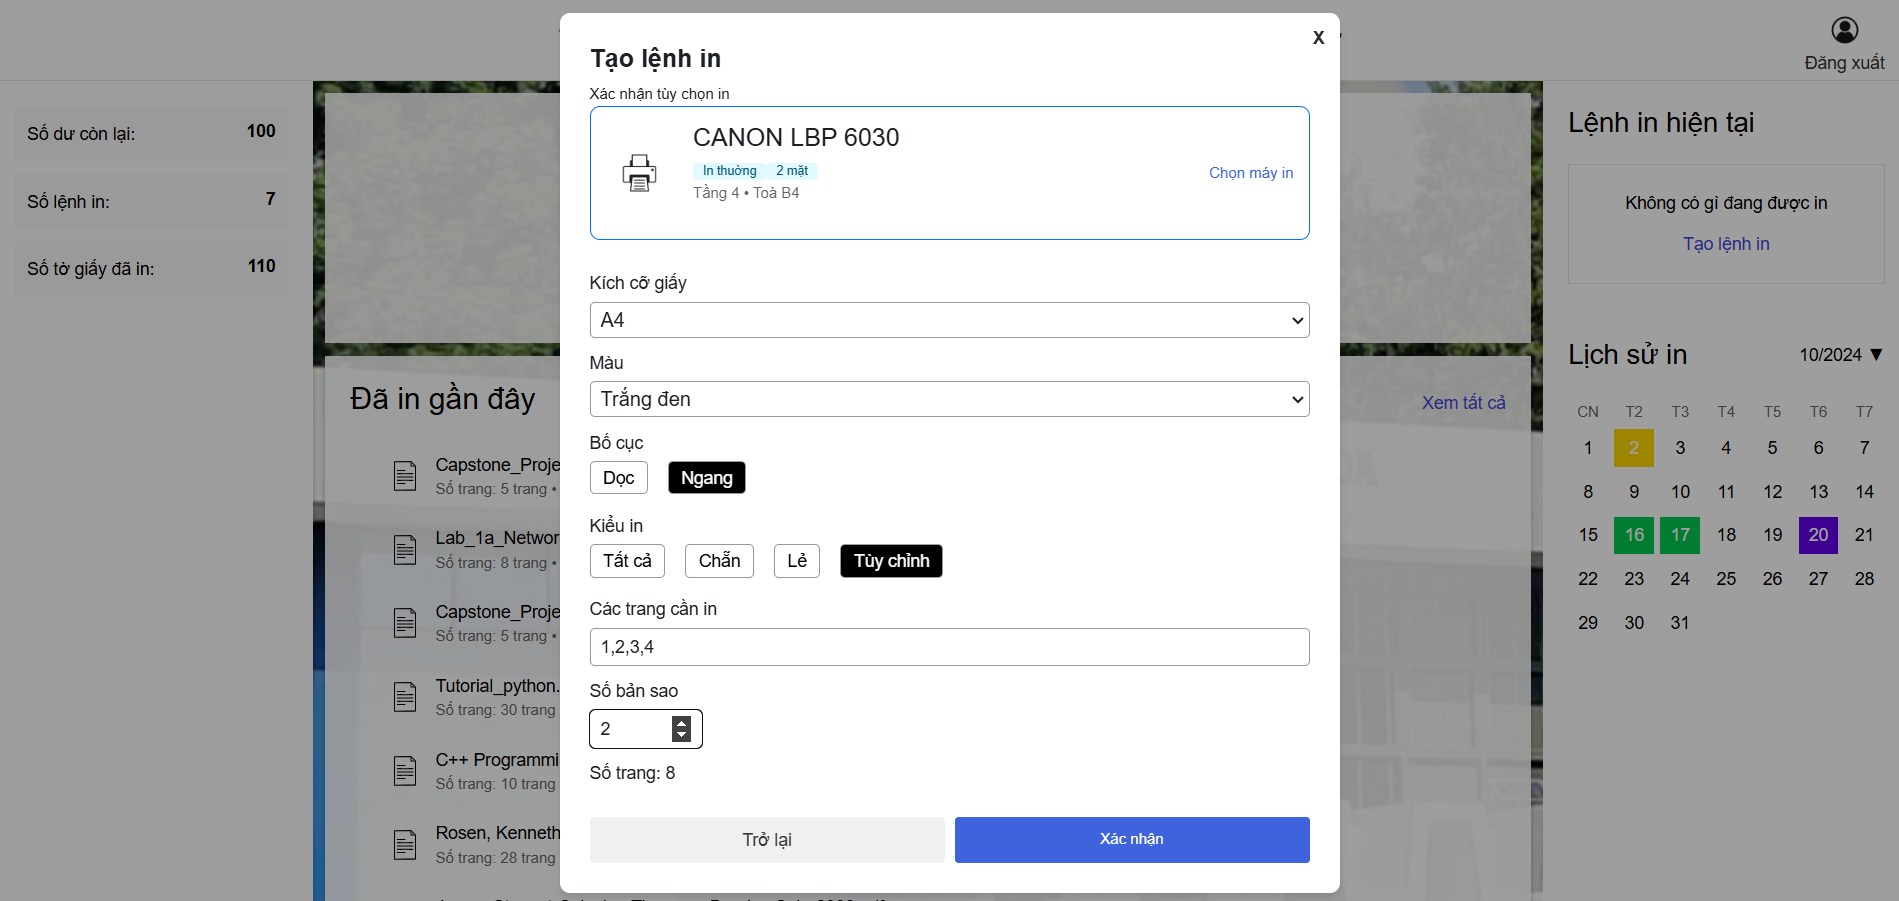 Đăng xuất
Số dư còn lại: 100
Số lệnh in: 7
Số tờ giấy đã in: 110
Đã in gần đây
Xem tất cả
Capstone_Proje
Số trang: 5 trang •
Lab_1a_Networ
Số trang: 8 trang •
Capstone_Proje
Số trang: 5 trang •
Tutorial_python.
Số trang: 30 trang
C++ Programmi
Số trang: 10 trang
Rosen, Kenneth
Số trang: 28 trang
X
Tạo lệnh in
Xác nhận tùy chọn in
CANON LBP 6030
In thuờng 2 mặt
Tầng 4 • Toà B4
Chọn máy in
Kích cỡ giấy
A4
Màu
Trắng đen
Bố cục
Dọc Ngang
Kiểu in
Tất cả Chẵn Lẻ Tùy chỉnh
Các trang cần in
1,2,3,4
Số bản sao
2
Số trang: 8
Trở lại Xác nhận
Lệnh in hiện tại
Không có gì đang được in
Tạo lệnh in
Lịch sử in 10/2024 ▼
CN T2 T3 T4 T5 T6 T7
1 2 3 4 5 6 7
8 9 10 11 12 13 14
15 16 17 18 19 20 21
22 23 24 25 26 27 28
29 30 31